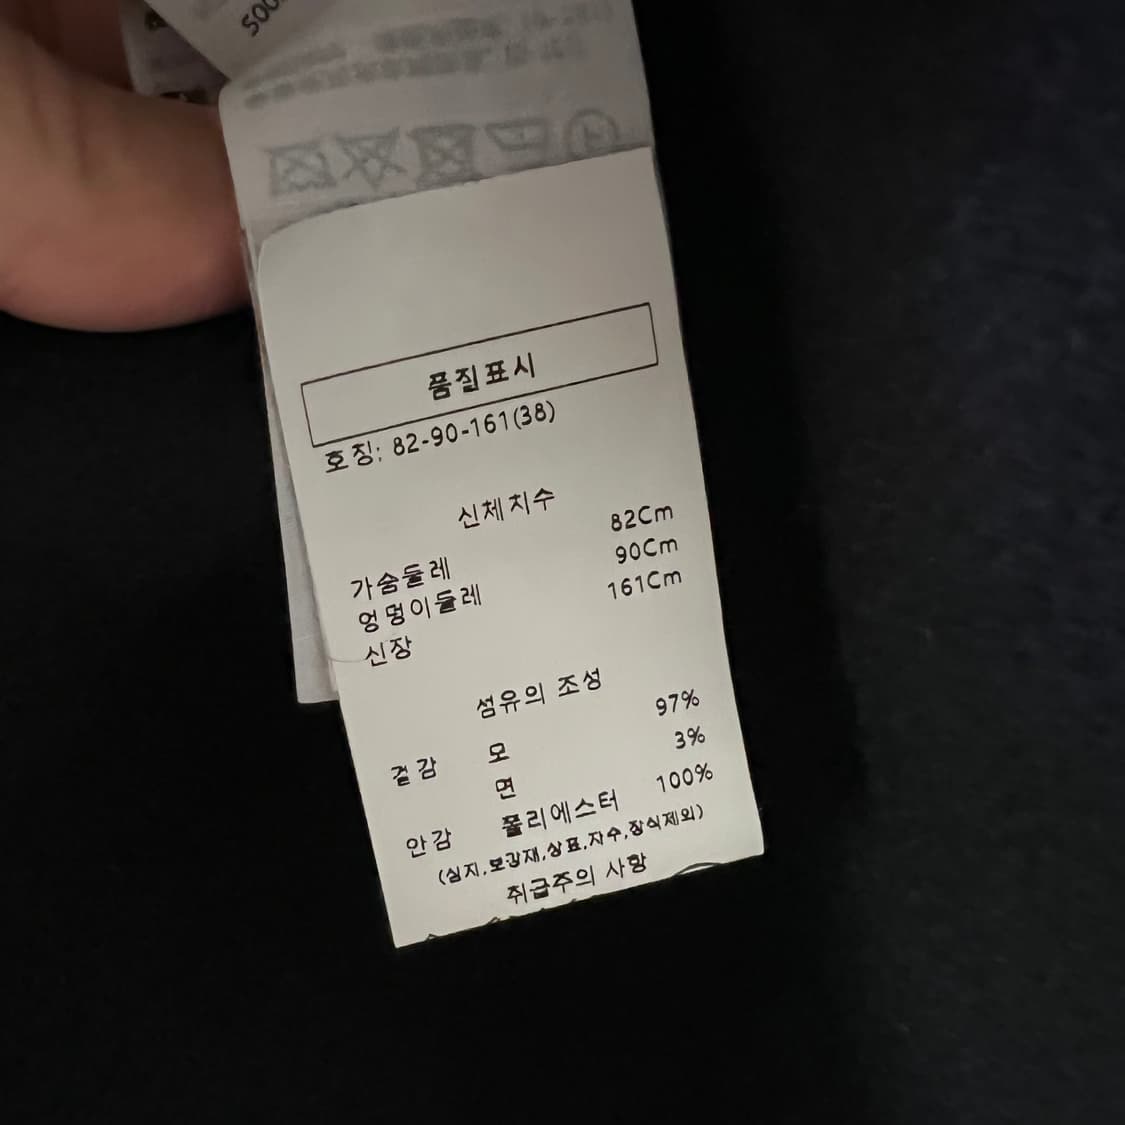 500
품질표시
호칭: 82-90-161(38)
신체치수
가슴둘레 82Cm
엉덩이둘레 90Cm
신장 161Cm
섬유의 조성
겉감 모 97%
면 3%
안감 폴리에스터 100%
(심지,보강재,상표,자수,장식제외)
취급주의 사항